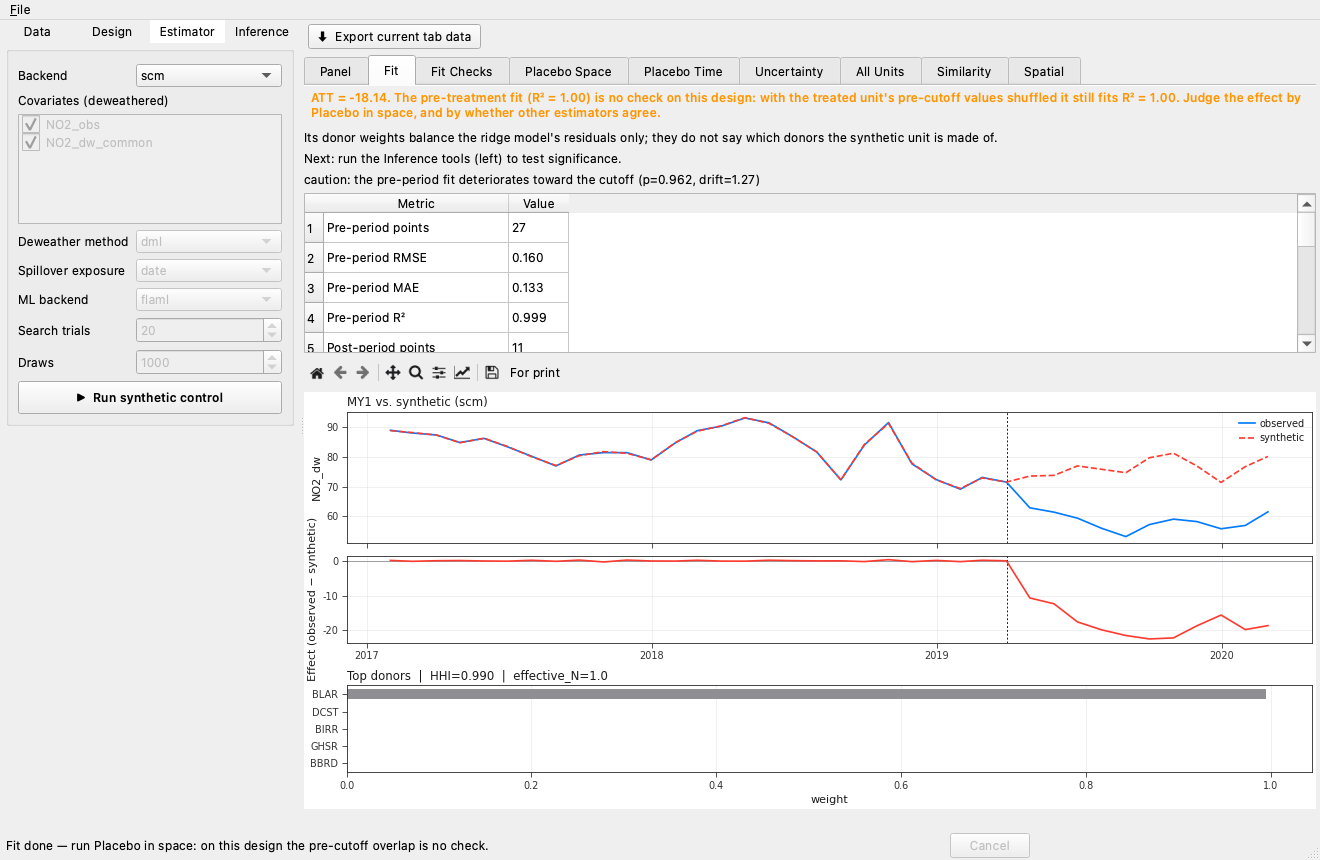 File
Data Design Estimator Inference
Export current tab data
Backend scm
Covariates (deweathered)
NO2_obs
NO2_dw_common
Deweather method dml
Spillover exposure date
ML backend flaml
Search trials 20
Draws 1000
Run synthetic control
Panel Fit Fit Checks Placebo Space Placebo Time Uncertainty All Units Similarity Spatial
ATT = -18.14. The pre-treatment fit (R² = 1.00) is no check on this design: with the treated unit's pre-cutoff values shuffled it still fits R² = 1.00. Judge the effect by
Placebo in space, and by whether other estimators agree.
Its donor weights balance the ridge model's residuals only; they do not say which donors the synthetic unit is made of.
Next: run the Inference tools (left) to test significance.
caution: the pre-period fit deteriorates toward the cutoff (p=0.962, drift=1.27)
Metric Value
1 Pre-period points 27
2 Pre-period RMSE 0.160
3 Pre-period MAE 0.133
4 Pre-period R² 0.999
5 Post-period points 11
For print
MY1 vs. synthetic (scm)
NO2_dw
90
80
70
60
observed
synthetic
Effect (observed − synthetic)
0
-10
-20
2017 2018 2019 2020
Top donors | HHI=0.990 | effective_N=1.0
BLAR
DCST
BIRR
GHSR
BBRD
0.0 0.2 0.4 0.6 0.8 1.0
weight
Fit done — run Placebo in space: on this design the pre-cutoff overlap is no check.
Cancel